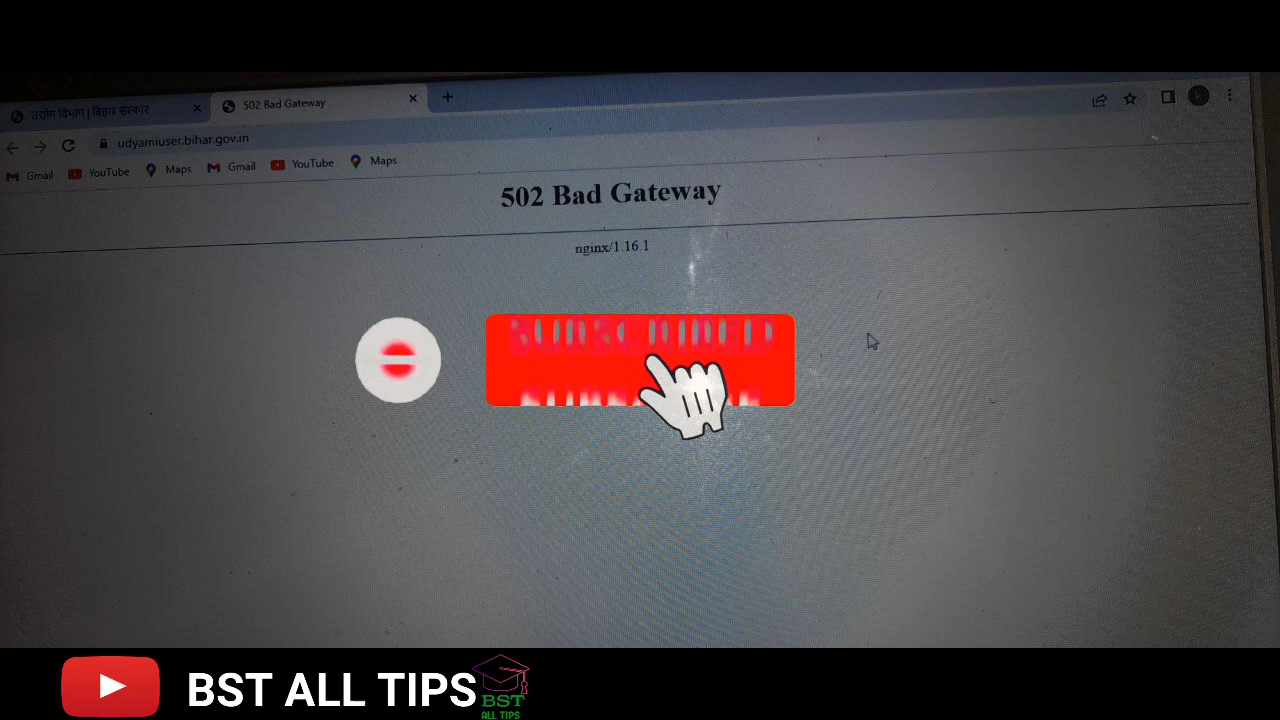 उद्योग विभाग | बिहार सरकार
502 Bad Gateway
udyamiuser.bihar.gov.in
Gmail YouTube Maps Gmail YouTube Maps
502 Bad Gateway
nginx/1.16.1
BST ALL TIPS
BST
ALL TIPS